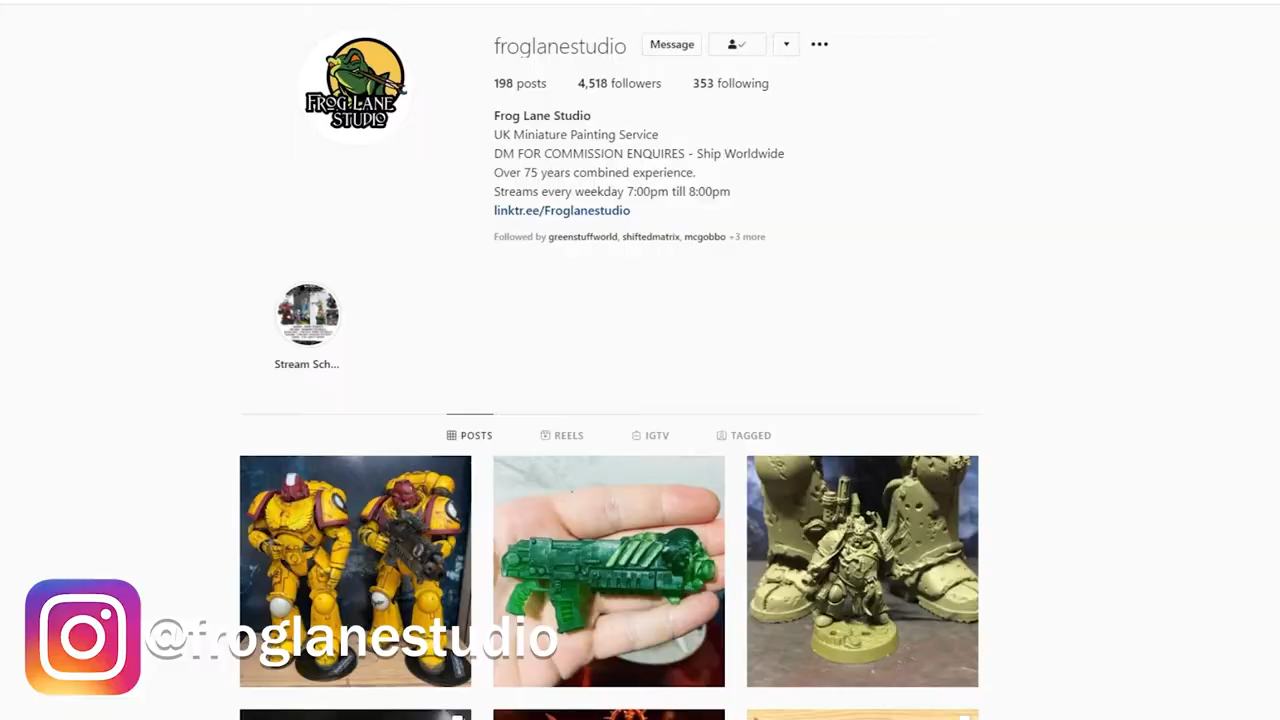 froglanestudio
Message
198 posts
4,518 followers
353 following
FROG LANE
STUDIO
Frog Lane Studio
UK Miniature Painting Service
DM FOR COMMISSION ENQUIRES - Ship Worldwide
Over 75 years combined experience.
Streams every weekday 7:00pm till 8:00pm
linktr.ee/Froglanestudio
Followed by greenstuffworld, shiftedmatrix, mcgobbo +3 more
Stream Sch...
POSTS
REELS
IGTV
TAGGED
@froglanestudio